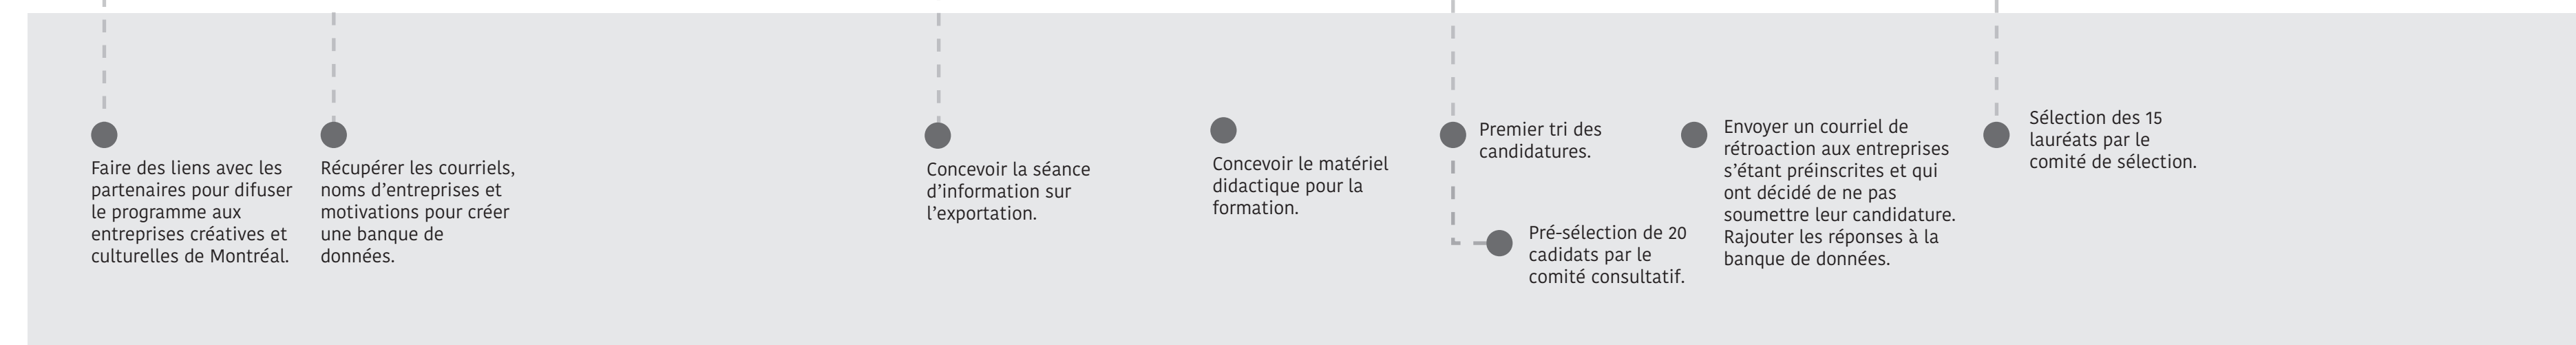 Faire des liens avec les
partenaires pour difuser
le programme aux
entreprises créatives et
culturelles de Montréal.
Récupérer les courriels,
noms d'entreprises et
motivations pour créer
une banque de
données.
Concevoir la séance
d'information sur
l'exportation.
Concevoir le matériel
didactique pour la
formation.
Premier tri des
candidatures.
Pré-sélection de 20
cadidats par le
comité consultatif.
Envoyer un courriel de
rétroaction aux entreprises
s'étant préinscrites et qui
ont décidé de ne pas
soumettre leur candidature.
Rajouter les réponses à la
banque de données.
Sélection des 15
lauréats par le
comité de sélection.